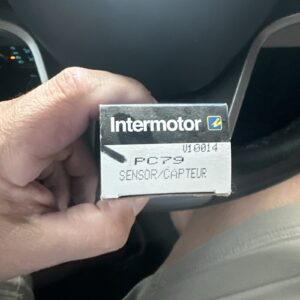 Intermotor
V10014
PC79
SENSOR/CAPTEUR